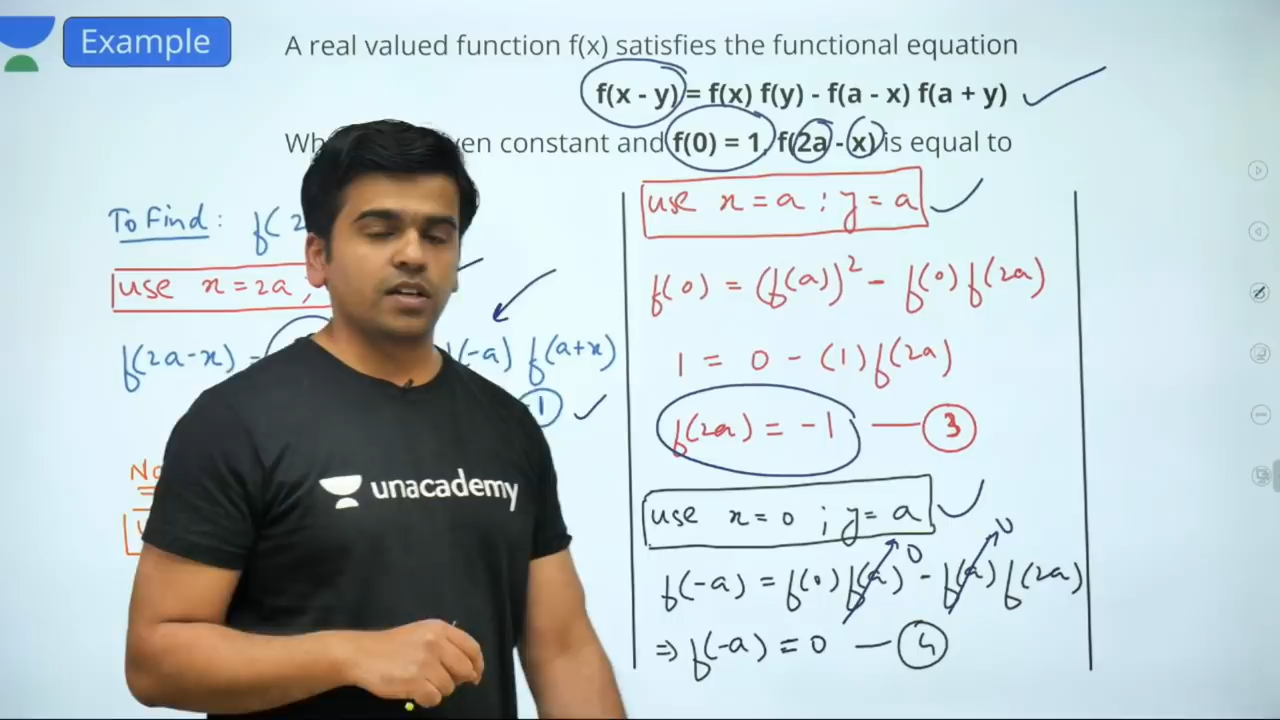 Example
A real valued function f(x) satisfies the functional equation
f(x - y) = f(x) f(y) - f(a - x) f(a + y)
constant and f(0) = 1, f(2a - x) is equal to
To Find :
use x = 2a,
f(2a-x)
f(-a) f(a+x)
1
use x = a ; y = a
f(0) = (f(a))² - f(0) f(2a)
1 = 0 - (1) f(2a)
f(2a) = -1 — 3
use x = 0 ; y = a
f(-a) = f(0) f(a) 0 - f(a) 0 f(2a)
⇒ f(-a) = 0 — 4
unacademy